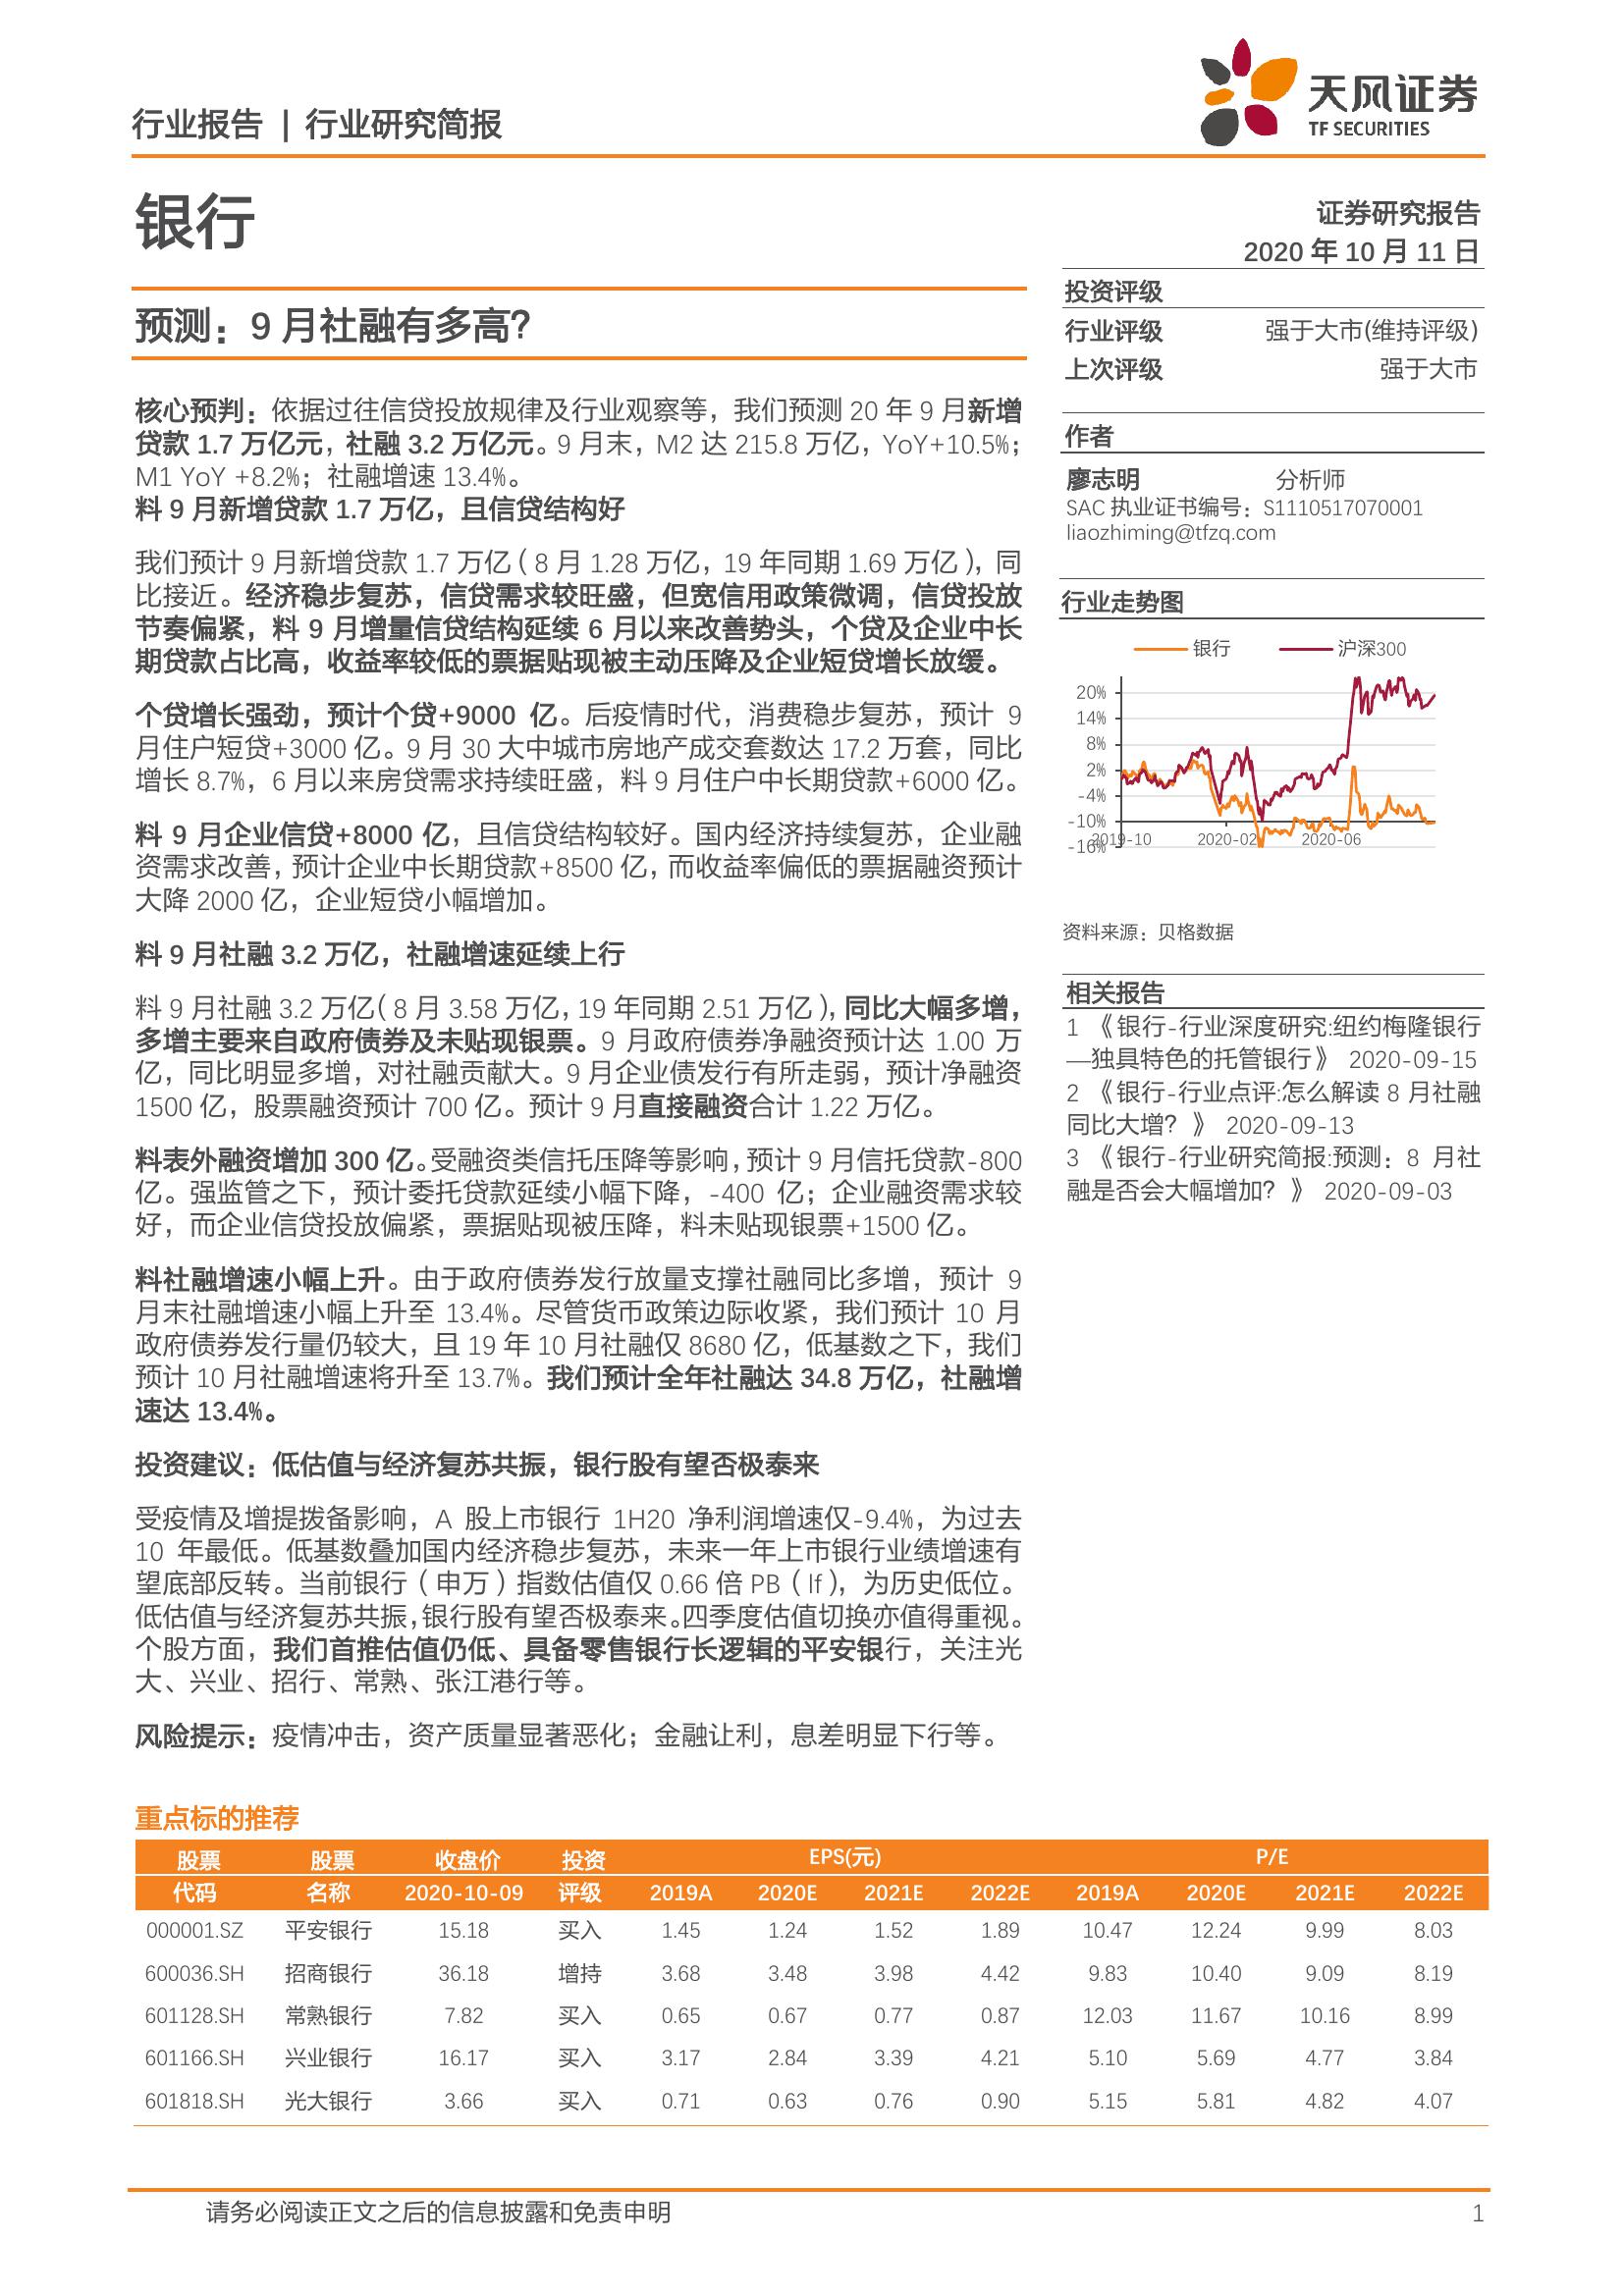 行业报告 | 行业研究简报
天风证券
TF SECURITIES
银行
证券研究报告
2020 年 10 月 11 日
预测：9 月社融有多高？
核心预判：依据过往信贷投放规律及行业观察等，我们预测 20 年 9 月新增
贷款 1.7 万亿元，社融 3.2 万亿元。9 月末，M2 达 215.8 万亿，YoY+10.5%；
M1 YoY +8.2%；社融增速 13.4%。
料 9 月新增贷款 1.7 万亿，且信贷结构好
我们预计 9 月新增贷款 1.7 万亿（8 月 1.28 万亿，19 年同期 1.69 万亿），同
比接近。经济稳步复苏，信贷需求较旺盛，但宽信用政策微调，信贷投放
节奏偏紧，料 9 月增量信贷结构延续 6 月以来改善势头，个贷及企业中长
期贷款占比高，收益率较低的票据贴现被主动压降及企业短贷增长放缓。
个贷增长强劲，预计个贷+9000 亿。后疫情时代，消费稳步复苏，预计 9
月住户短贷+3000 亿。9 月 30 大中城市房地产成交套数达 17.2 万套，同比
增长 8.7%，6 月以来房贷需求持续旺盛，料 9 月住户中长期贷款+6000 亿。
料 9 月企业信贷+8000 亿，且信贷结构较好。国内经济持续复苏，企业融
资需求改善，预计企业中长期贷款+8500 亿，而收益率偏低的票据融资预计
大降 2000 亿，企业短贷小幅增加。
料 9 月社融 3.2 万亿，社融增速延续上行
料 9 月社融 3.2 万亿（8 月 3.58 万亿，19 年同期 2.51 万亿），同比大幅多增，
多增主要来自政府债券及未贴现银票。9 月政府债券净融资预计达 1.00 万
亿，同比明显多增，对社融贡献大。9 月企业债发行有所走弱，预计净融资
1500 亿，股票融资预计 700 亿。预计 9 月直接融资合计 1.22 万亿。
料表外融资增加 300 亿。受融资类信托压降等影响，预计 9 月信托贷款-800
亿。强监管之下，预计委托贷款延续小幅下降，-400 亿；企业融资需求较
好，而企业信贷投放偏紧，票据贴现被压降，料未贴现银票+1500 亿。
料社融增速小幅上升。由于政府债券发行放量支撑社融同比多增，预计 9
月末社融增速小幅上升至 13.4%。尽管货币政策边际收紧，我们预计 10 月
政府债券发行量仍较大，且 19 年 10 月社融仅 8680 亿，低基数之下，我们
预计 10 月社融增速将升至 13.7%。我们预计全年社融达 34.8 万亿，社融增
速达 13.4%。
投资建议：低估值与经济复苏共振，银行股有望否极泰来
受疫情及增提拨备影响，A 股上市银行 1H20 净利润增速仅-9.4%，为过去
10 年最低。低基数叠加国内经济稳步复苏，未来一年上市银行业绩增速有
望底部反转。当前银行（申万）指数估值仅 0.66 倍 PB（lf），为历史低位。
低估值与经济复苏共振，银行股有望否极泰来。四季度估值切换亦值得重视。
个股方面，我们首推估值仍低、具备零售银行长逻辑的平安银行，关注光
大、兴业、招行、常熟、张江港行等。
风险提示：疫情冲击，资产质量显著恶化；金融让利，息差明显下行等。
投资评级
行业评级 强于大市(维持评级)
上次评级 强于大市
作者
廖志明 分析师
SAC 执业证书编号：S1110517070001
liaozhiming@tfzq.com
行业走势图
银行 沪深300
20%
14%
8%
2%
-4%
-10%
-16%
2019-10 2020-02 2020-06
资料来源：贝格数据
相关报告
1 《银行-行业深度研究:纽约梅隆银行
—独具特色的托管银行》 2020-09-15
2 《银行-行业点评:怎么解读 8 月社融
同比大增？》 2020-09-13
3 《银行-行业研究简报:预测：8 月社
融是否会大幅增加？》 2020-09-03
重点标的推荐
股票 股票 收盘价 投资 EPS(元) P/E
代码 名称 2020-10-09 评级 2019A 2020E 2021E 2022E 2019A 2020E 2021E 2022E
000001.SZ 平安银行 15.18 买入 1.45 1.24 1.52 1.89 10.47 12.24 9.99 8.03
600036.SH 招商银行 36.18 增持 3.68 3.48 3.98 4.42 9.83 10.40 9.09 8.19
601128.SH 常熟银行 7.82 买入 0.65 0.67 0.77 0.87 12.03 11.67 10.16 8.99
601166.SH 兴业银行 16.17 买入 3.17 2.84 3.39 4.21 5.10 5.69 4.77 3.84
601818.SH 光大银行 3.66 买入 0.71 0.63 0.76 0.90 5.15 5.81 4.82 4.07
请务必阅读正文之后的信息披露和免责申明 1